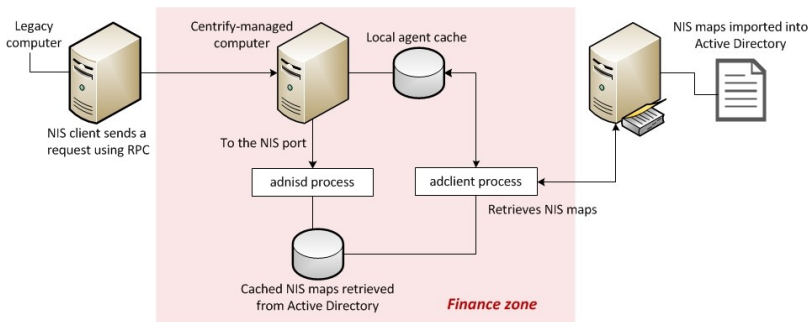 Legacy
computer
Centrify-managed
computer
Local agent cache
NIS maps imported into
Active Directory
NIS client sends a
request using RPC
To the NIS port
adnisd process
adclient process
Retrieves NIS maps
Cached NIS maps retrieved
from Active Directory
Finance zone